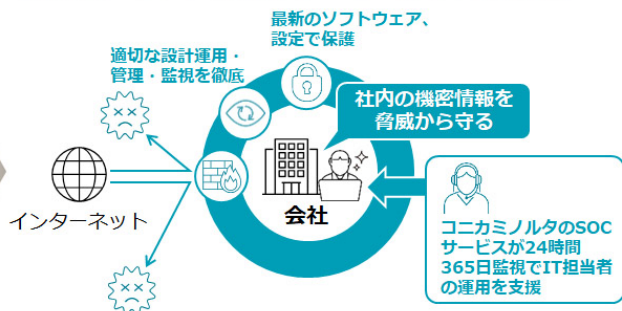 最新のソフトウェア、
設定で保護
適切な設計運用・
管理・監視を徹底
社内の機密情報を
脅威から守る
インターネット
会社
コニカミノルタのSOC
サービスが24時間
365日監視でIT担当者
の運用を支援